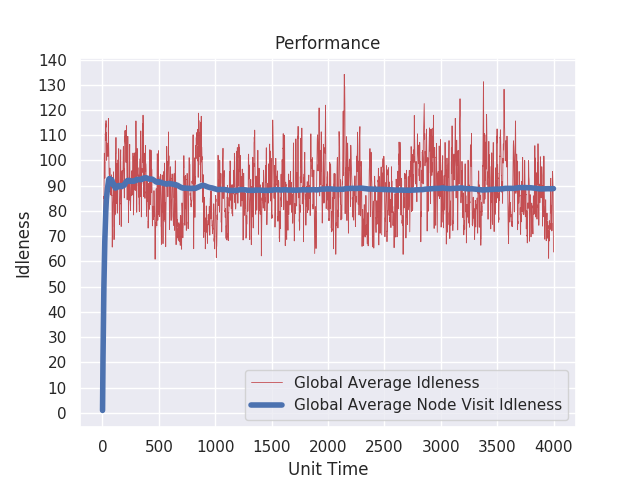 Performance
140
130
120
110
100
90
80
70
60
50
40
30
20
10
0
Idleness
Global Average Idleness
Global Average Node Visit Idleness
0 500 1000 1500 2000 2500 3000 3500 4000
Unit Time